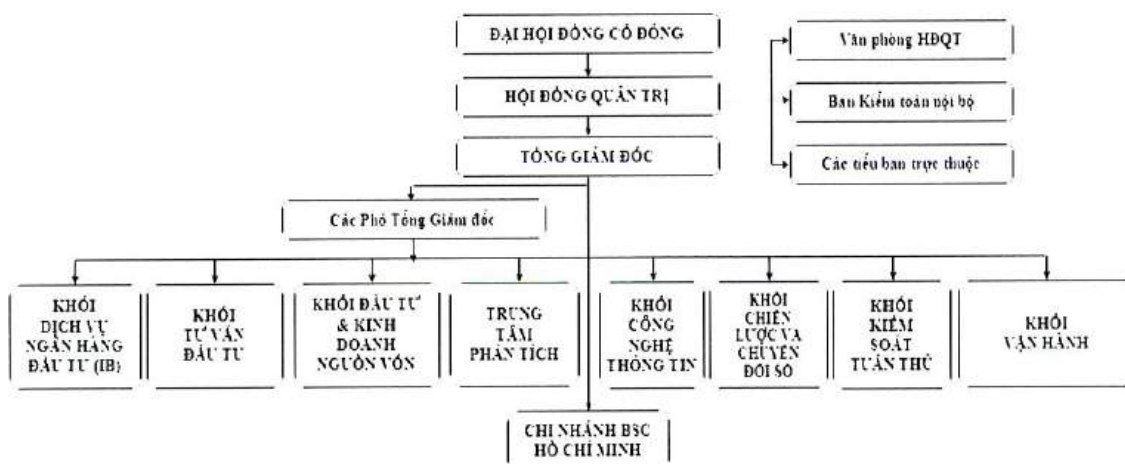 ĐẠI HỘI ĐỒNG CỔ ĐÔNG
HỘI ĐỒNG QUẢN TRỊ
TỔNG GIÁM ĐỐC
Văn phòng HĐQT
Ban Kiểm toán nội bộ
Các tiểu ban trực thuộc
Các Phó Tổng Giám đốc
KHỐI
DỊCH VỤ
NGÂN HÀNG
ĐẦU TƯ (IB)
KHỐI
TƯ VẤN
ĐẦU TƯ
KHỐI ĐẦU TƯ
& KINH
DOANH
NGUỒN VỐN
TRUNG
TÂM
PHÂN TÍCH
KHỐI
CÔNG
NGHỆ
THÔNG TIN
KHỐI
CHIẾN
LƯỢC VÀ
CHUYỂN
ĐỔI SỐ
KHỐI
KIỂM
SOÁT
TUÂN THỦ
KHỐI
VẬN HÀNH
CHI NHÁNH BSC
HỒ CHÍ MINH